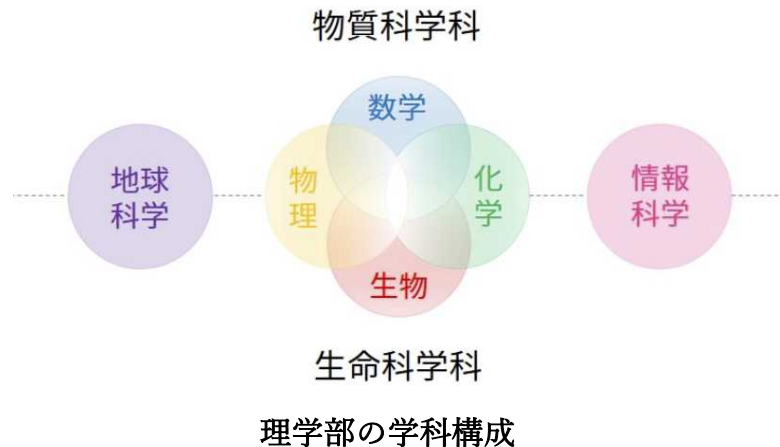 物質科学科
数学
地球
科学
物
理
化
学
情報
科学
生物
生命科学科
理学部の学科構成